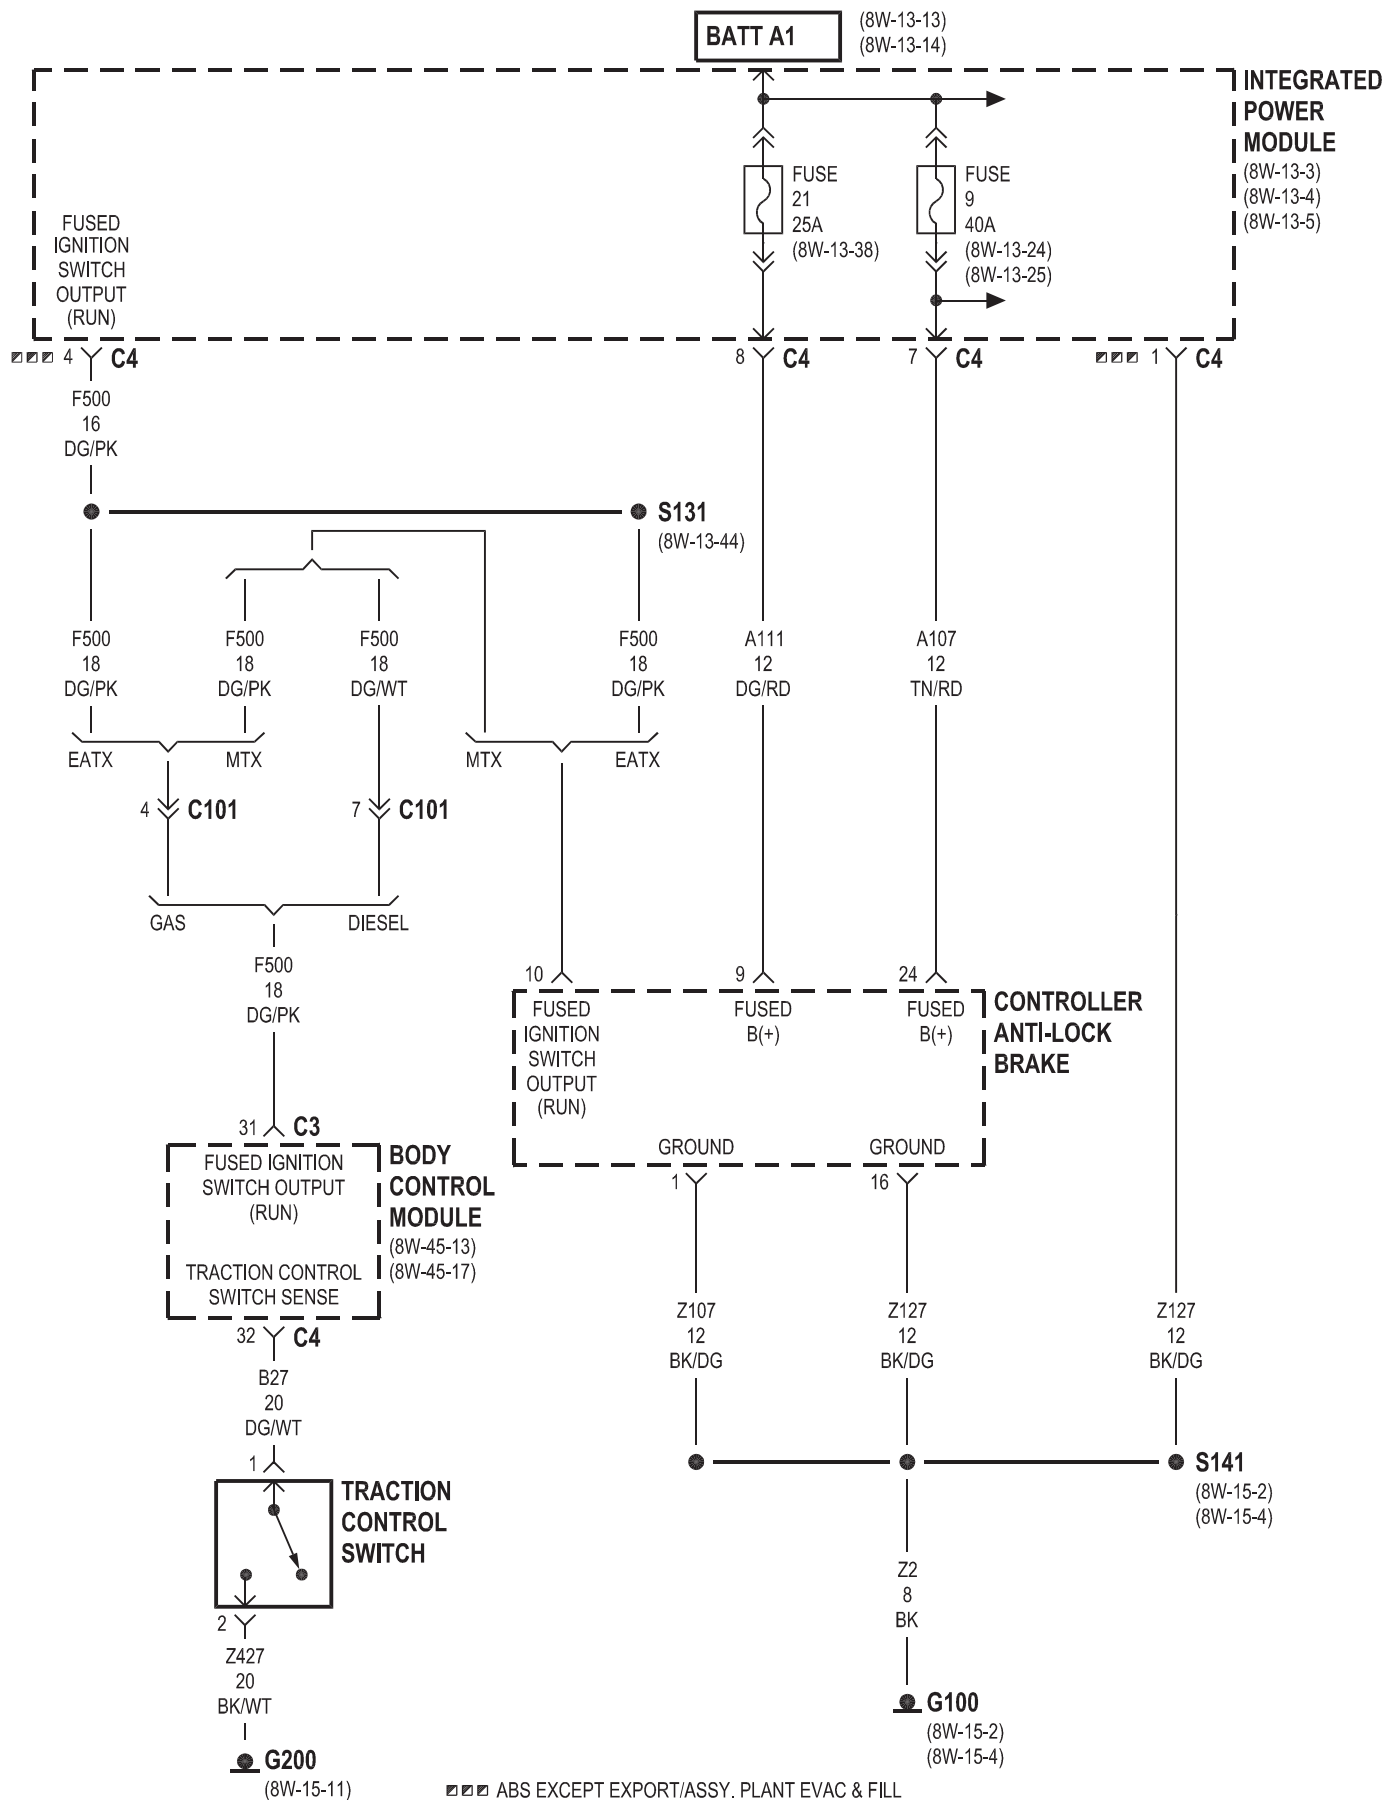 BATT A1
(8W-13-13)
(8W-13-14)
INTEGRATED
POWER
MODULE
(8W-13-3)
(8W-13-4)
(8W-13-5)
FUSE
21
25A
(8W-13-38)
FUSE
9
40A
(8W-13-24)
(8W-13-25)
FUSED
IGNITION
SWITCH
OUTPUT
(RUN)
4 C4
8 C4
7 C4
1 C4
F500
16
DG/PK
S131
(8W-13-44)
F500
18
DG/PK
F500
18
DG/PK
F500
18
DG/WT
F500
18
DG/PK
A111
12
DG/RD
A107
12
TN/RD
EATX
MTX
MTX
EATX
4 C101
7 C101
GAS
DIESEL
F500
18
DG/PK
10
9
24
FUSED
IGNITION
SWITCH
OUTPUT
(RUN)
FUSED
B(+)
FUSED
B(+)
CONTROLLER
ANTI-LOCK
BRAKE
GROUND
GROUND
1
16
31 C3
FUSED IGNITION
SWITCH OUTPUT
(RUN)
TRACTION CONTROL
SWITCH SENSE
BODY
CONTROL
MODULE
(8W-45-13)
(8W-45-17)
32 C4
B27
20
DG/WT
Z107
12
BK/DG
Z127
12
BK/DG
Z127
12
BK/DG
1
TRACTION
CONTROL
SWITCH
S141
(8W-15-2)
(8W-15-4)
2
Z427
20
BK/WT
Z2
8
BK
G200
(8W-15-11)
G100
(8W-15-2)
(8W-15-4)
ABS EXCEPT EXPORT/ASSY. PLANT EVAC & FILL